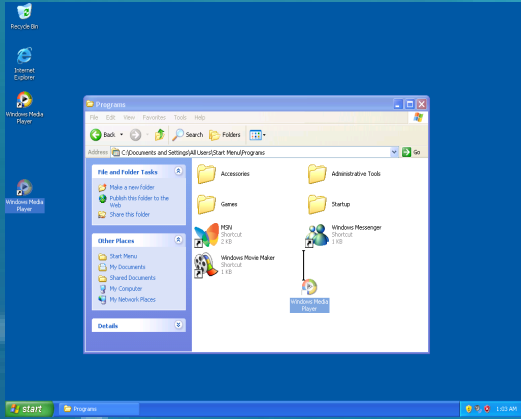 Recycle Bin
Internet
Explorer
Windows Media
Player
Windows Media
Player
Programs
File Edit View Favorites Tools Help
Back Search Folders
Address C:\Documents and Settings\All Users\Start Menu\Programs Go
File and Folder Tasks
Make a new folder
Publish this folder to the
Web
Share this folder
Other Places
Start Menu
My Documents
Shared Documents
My Computer
My Network Places
Details
Accessories
Administrative Tools
Games
Startup
MSN
Shortcut
2 KB
Windows Messenger
Shortcut
1 KB
Windows Movie Maker
Shortcut
1 KB
Windows Media
Player
start Programs 1:03 AM